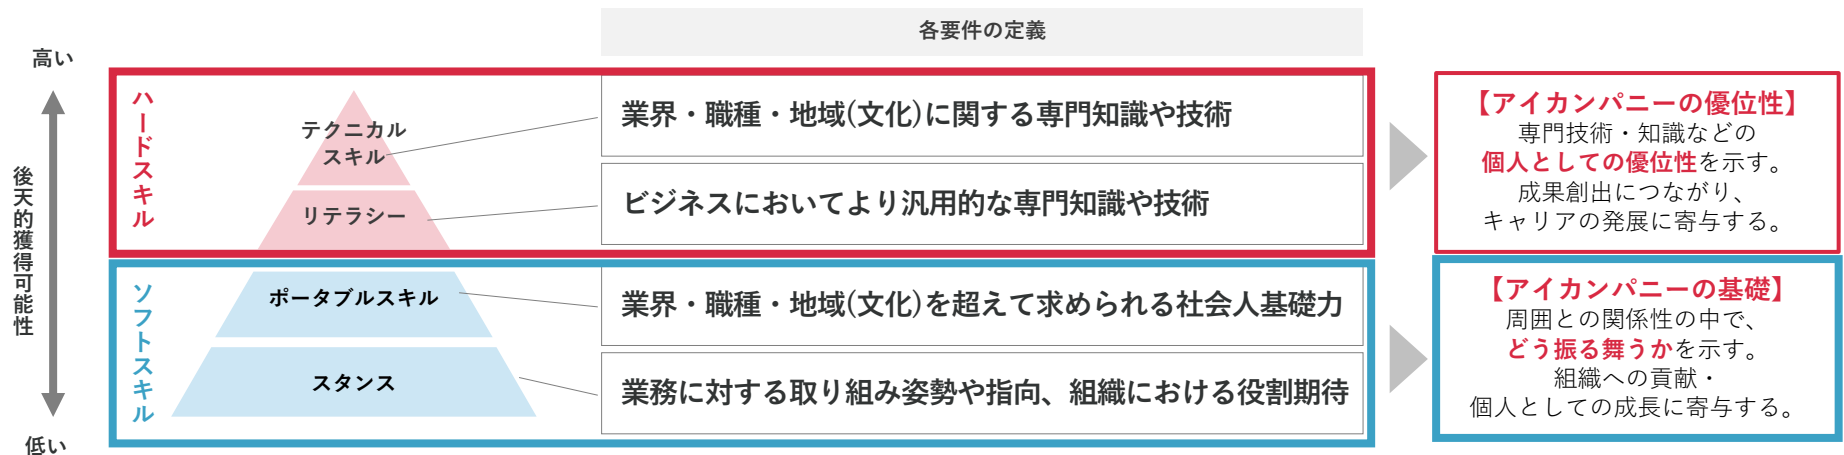 各要件の定義
高い
後天的獲得可能性
低い
ハードスキル
テクニカル
スキル
業界・職種・地域(文化)に関する専門知識や技術
リテラシー
ビジネスにおいてより汎用的な専門知識や技術
【アイカンパニーの優位性】
専門技術・知識などの
個人としての優位性を示す。
成果創出につながり、
キャリアの発展に寄与する。
ソフトスキル
ポータブルスキル
業界・職種・地域(文化)を超えて求められる社会人基礎力
スタンス
業務に対する取り組み姿勢や指向、組織における役割期待
【アイカンパニーの基礎】
周囲との関係性の中で、
どう振る舞うかを示す。
組織への貢献・
個人としての成長に寄与する。